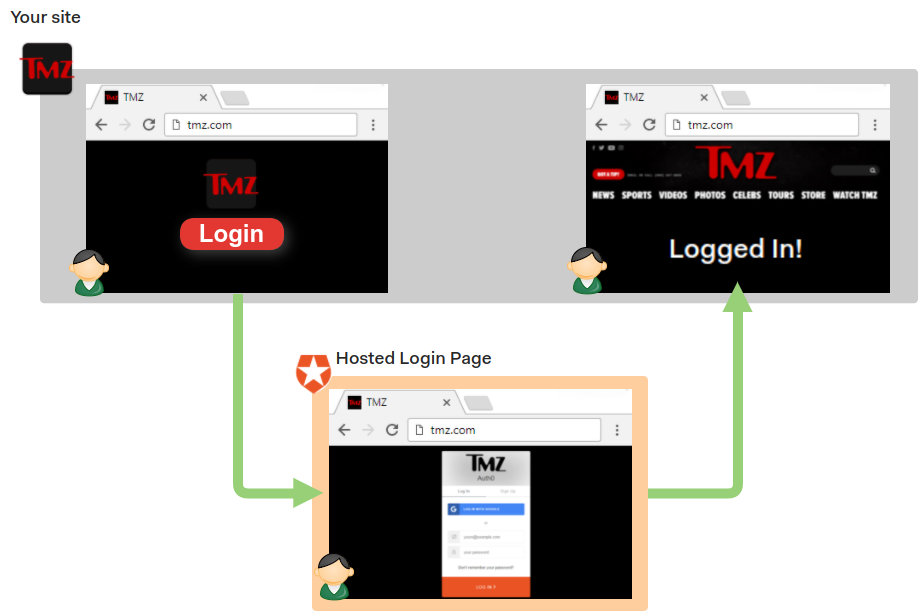 Your site
TMZ
TMZ
tmz.com
TMZ
Login
TMZ
tmz.com
TMZ
NEWS SPORTS VIDEOS PHOTOS CELEBS TOURS STORE WATCH TMZ
Logged In!
Hosted Login Page
TMZ
tmz.com
TMZ
Auth0
Log In Sign Up
G LOG IN WITH GOOGLE
or
yours@example.com
your password
Don't remember your password?
LOG IN >